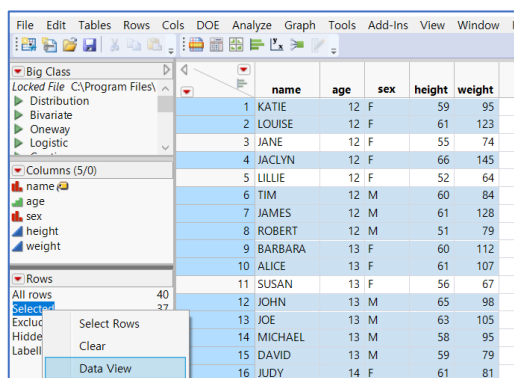 File Edit Tables Rows Cols DOE Analyze Graph Tools Add-Ins View Window
Big Class
Locked File C:\Program Files\
Distribution
Bivariate
Oneway
Logistic
Columns (5/0)
name
age
sex
height
weight
Rows
All rows 40
Selected 37
Exclud
Hidde
Labell
Select Rows
Clear
Data View
name age sex height weight
1 KATIE 12 F 59 95
2 LOUISE 12 F 61 123
3 JANE 12 F 55 74
4 JACLYN 12 F 66 145
5 LILLIE 12 F 52 64
6 TIM 12 M 60 84
7 JAMES 12 M 61 128
8 ROBERT 12 M 51 79
9 BARBARA 13 F 60 112
10 ALICE 13 F 61 107
11 SUSAN 13 F 56 67
12 JOHN 13 M 65 98
13 JOE 13 M 63 105
14 MICHAEL 13 M 58 95
15 DAVID 13 M 59 79
16 JUDY 14 F 61 81